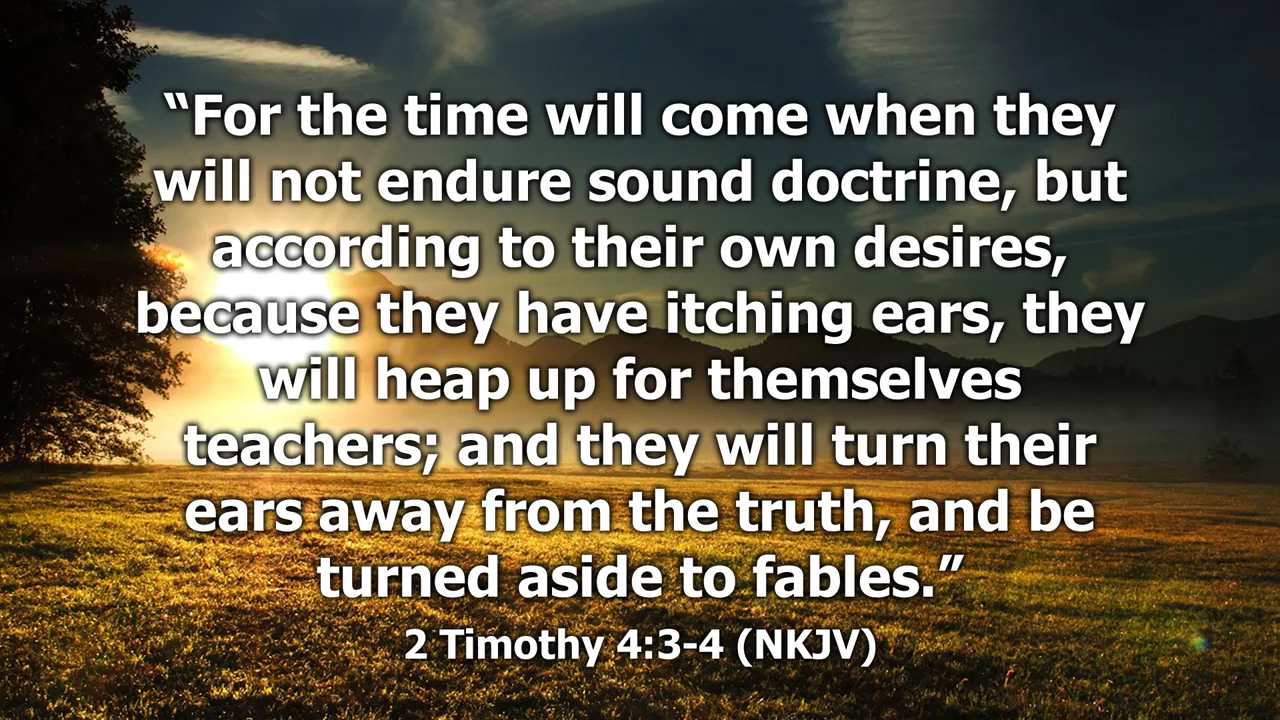 “For the time will come when they
will not endure sound doctrine, but
according to their own desires,
because they have itching ears, they
will heap up for themselves
teachers; and they will turn their
ears away from the truth, and be
turned aside to fables.”
2 Timothy 4:3-4 (NKJV)